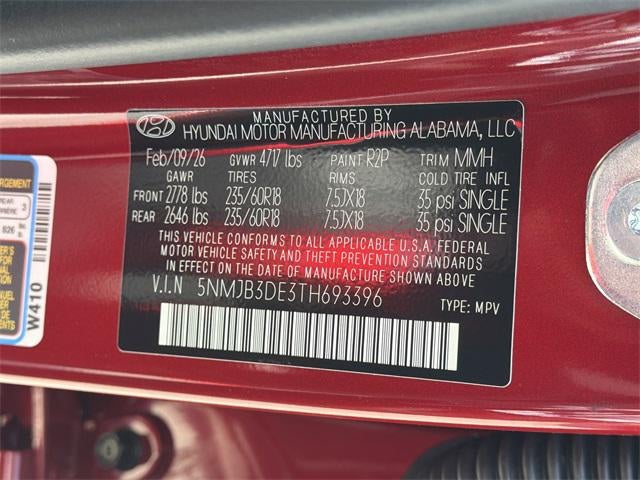 MANUFACTURED BY
HYUNDAI MOTOR MANUFACTURING ALABAMA, LLC
Feb/09/26 GVWR 4717 lbs PAINT R2P TRIM MMH
GAWR TIRES RIMS COLD TIRE INFL
FRONT 2778 lbs 235/60R18 7.5JX18 35 psi SINGLE
REAR 2646 lbs 235/60R18 7.5JX18 35 psi SINGLE
THIS VEHICLE CONFORMS TO ALL APPLICABLE U.S.A. FEDERAL
MOTOR VEHICLE SAFETY AND THEFT PREVENTION STANDARDS
IN EFFECT ON THE DATE OF MANUFACTURE SHOWN ABOVE
V.I.N 5NMJB3DE3TH693396
TYPE: MPV
REAR
3
826
W410